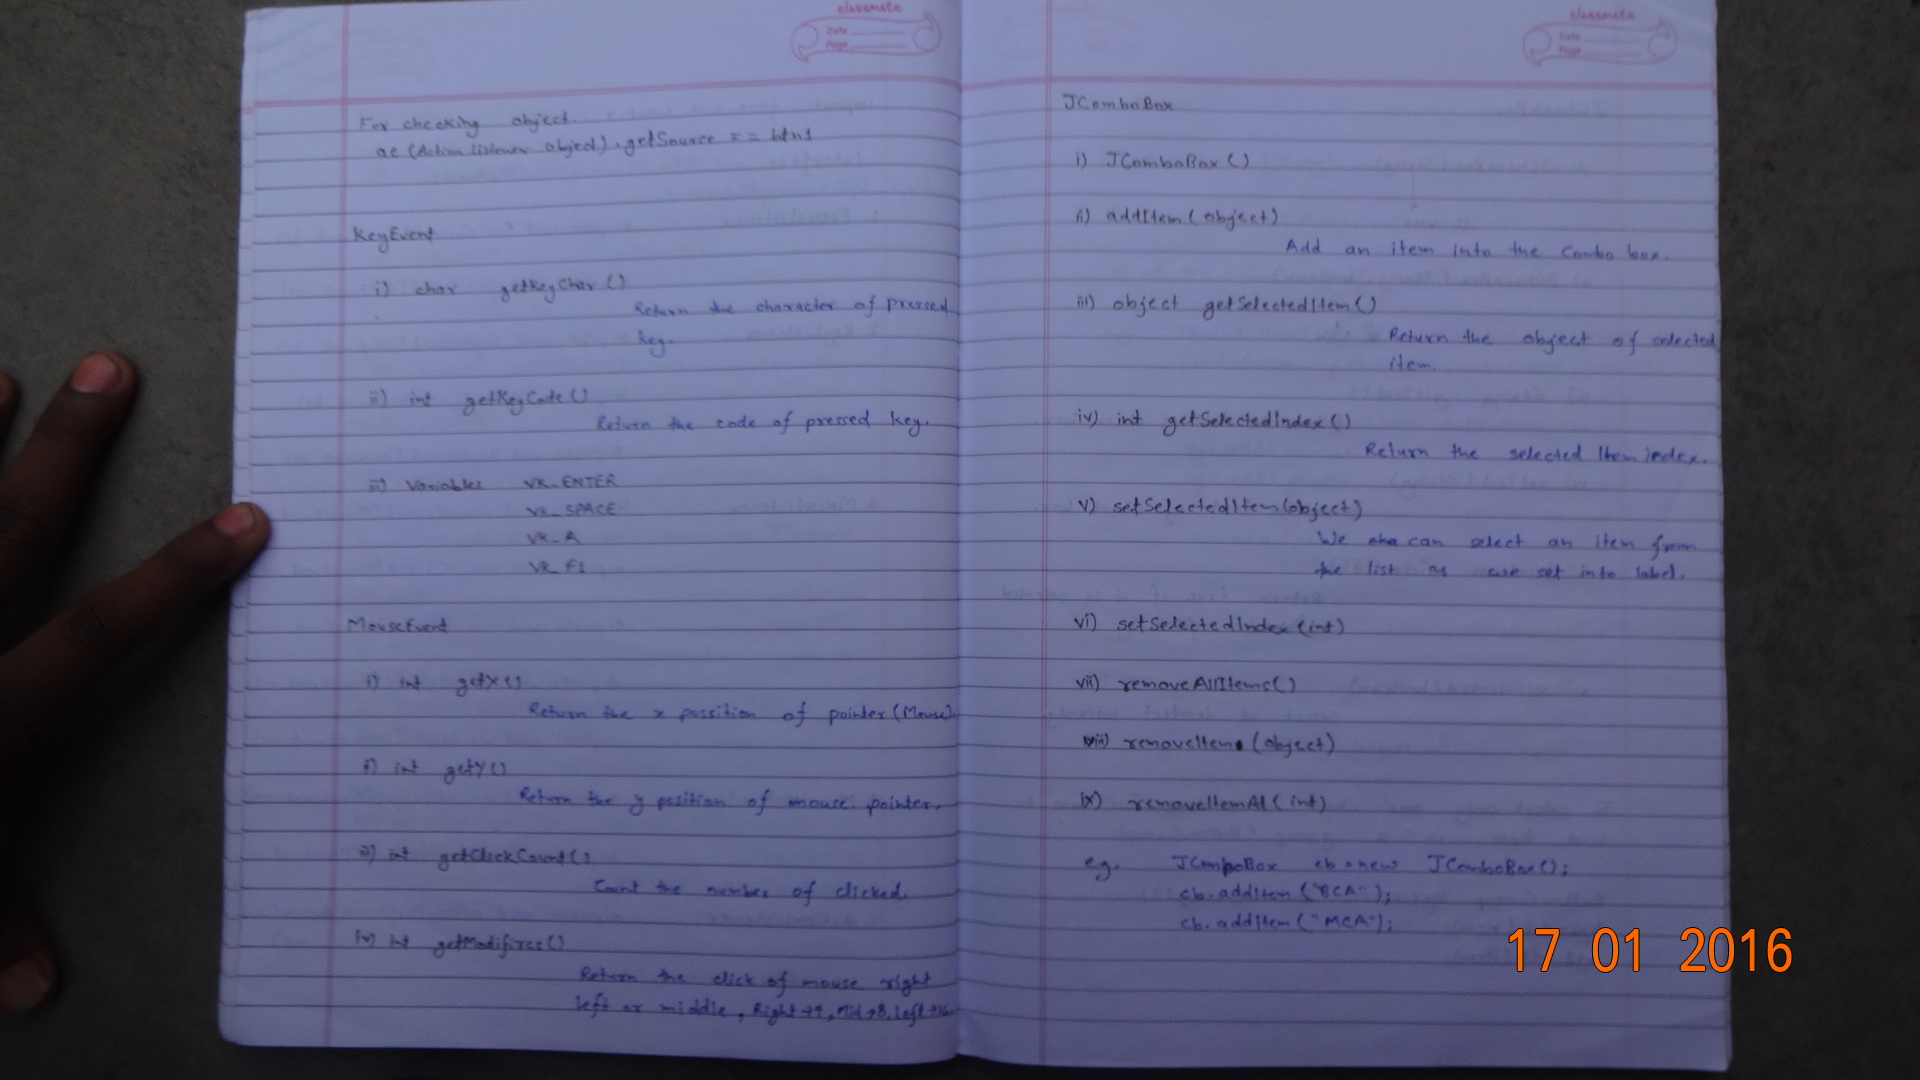 classmate
Date
Page
For checking object
ae (Action listener object).getSource == btn1
KeyEvent
i) char getKeyChar()
Return the character of pressed
key.
ii) int getKeyCode()
Return the code of pressed key.
iii) Variables VK_ENTER
VK_SPACE
VK_A
VK_F1
MouseEvent
i) int getX()
Return the x possition of pointer (Mouse).
ii) int getY()
Return the y position of mouse pointer.
iii) int getClickCount()
Count the number of clicked.
iv) int getModifires()
Return the click of mouse right
left or middle, Right→4, Mid→8, Left→16
classmate
Date
Page
JComboBox
i) JComboBox()
ii) addItem(object)
Add an item into the combo box.
iii) object getSelectedItem()
Return the object of selected
item.
iv) int getSelectedIndex()
Return the selected Item index.
v) setSelectedItem(object)
We can select an item from
the list as we set into label.
vi) setSelectedIndex(int)
vii) removeAllItems()
viii) removeItem(object)
ix) removeItemAt(int)
eg. JComboBox cb=new JComboBox();
cb.addItem("BCA");
cb.addItem("MCA");
17 01 2016